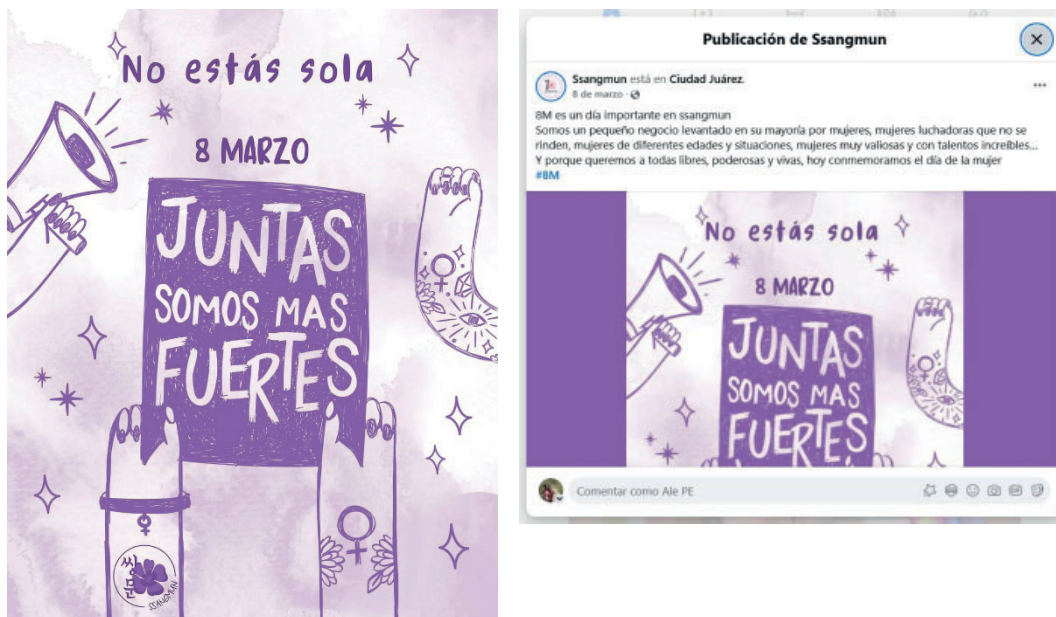 No estás sola
8 MARZO
JUNTAS
SOMOS MAS
FUERTES
쌍문
SSANGMUN
Publicación de Ssangmun
Ssangmun está en Ciudad Juárez.
8 de marzo ·
8M es un día importante en ssangmun
Somos un pequeño negocio levantado en su mayoría por mujeres, mujeres luchadoras que no se
rinden, mujeres de diferentes edades y situaciones, mujeres muy valiosas y con talentos increíbles...
Y porque queremos a todas libres, poderosas y vivas, hoy conmemoramos el día de la mujer
#8M
No estás sola
8 MARZO
JUNTAS
SOMOS MAS
FUERTES
Comentar como Ale PE